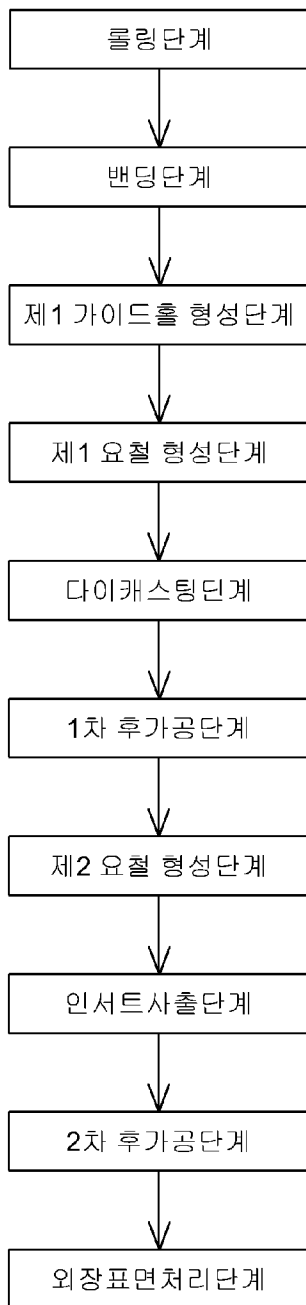 롤링단계
밴딩단계
제1 가이드홀 형성단계
제1 요철 형성단계
다이캐스팅딘계
1차 후가공단계
제2 요철 형성단계
인서트사출단계
2차 후가공단계
외장표면처리단계